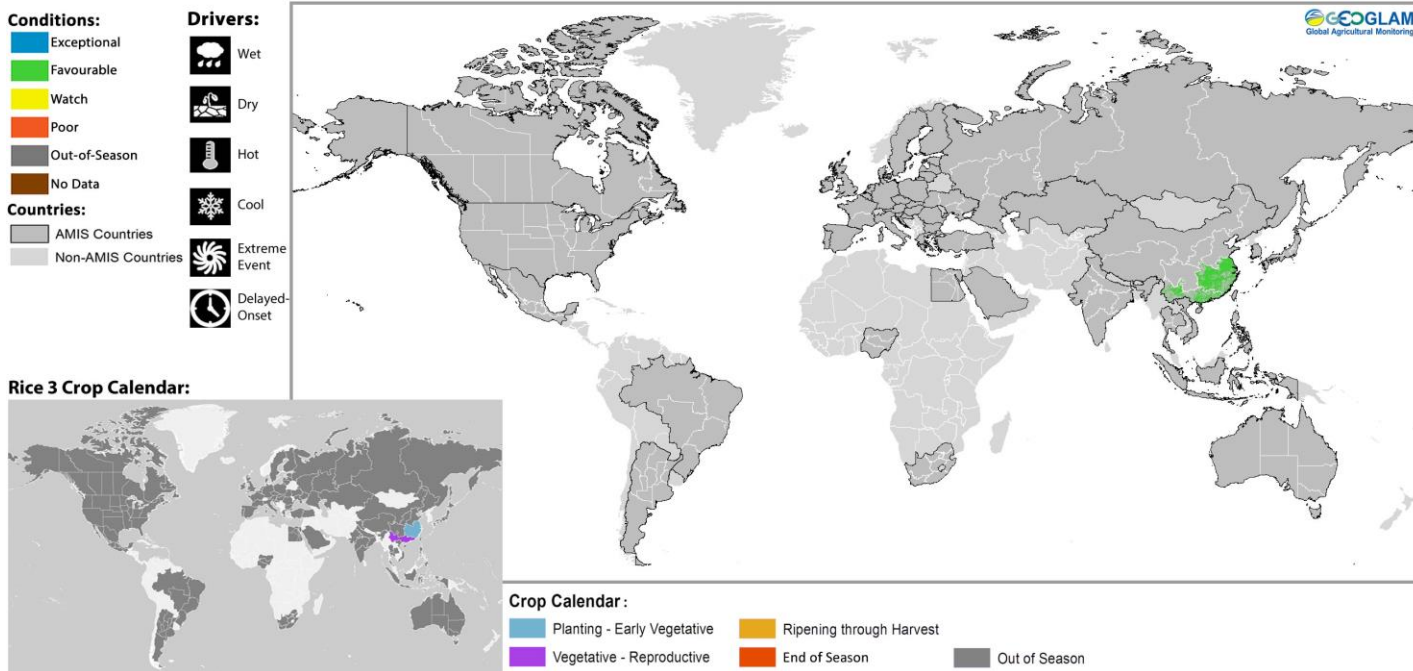 Conditions:
Exceptional
Favourable
Watch
Poor
Out-of-Season
No Data
Countries:
AMIS Countries
Non-AMIS Countries
Drivers:
Wet
Dry
Hot
Cool
Extreme
Event
Delayed-
Onset
GEOGLAM
Global Agricultural Monitoring
Rice 3 Crop Calendar:
Crop Calendar :
Planting - Early Vegetative
Vegetative - Reproductive
Ripening through Harvest
End of Season
Out of Season